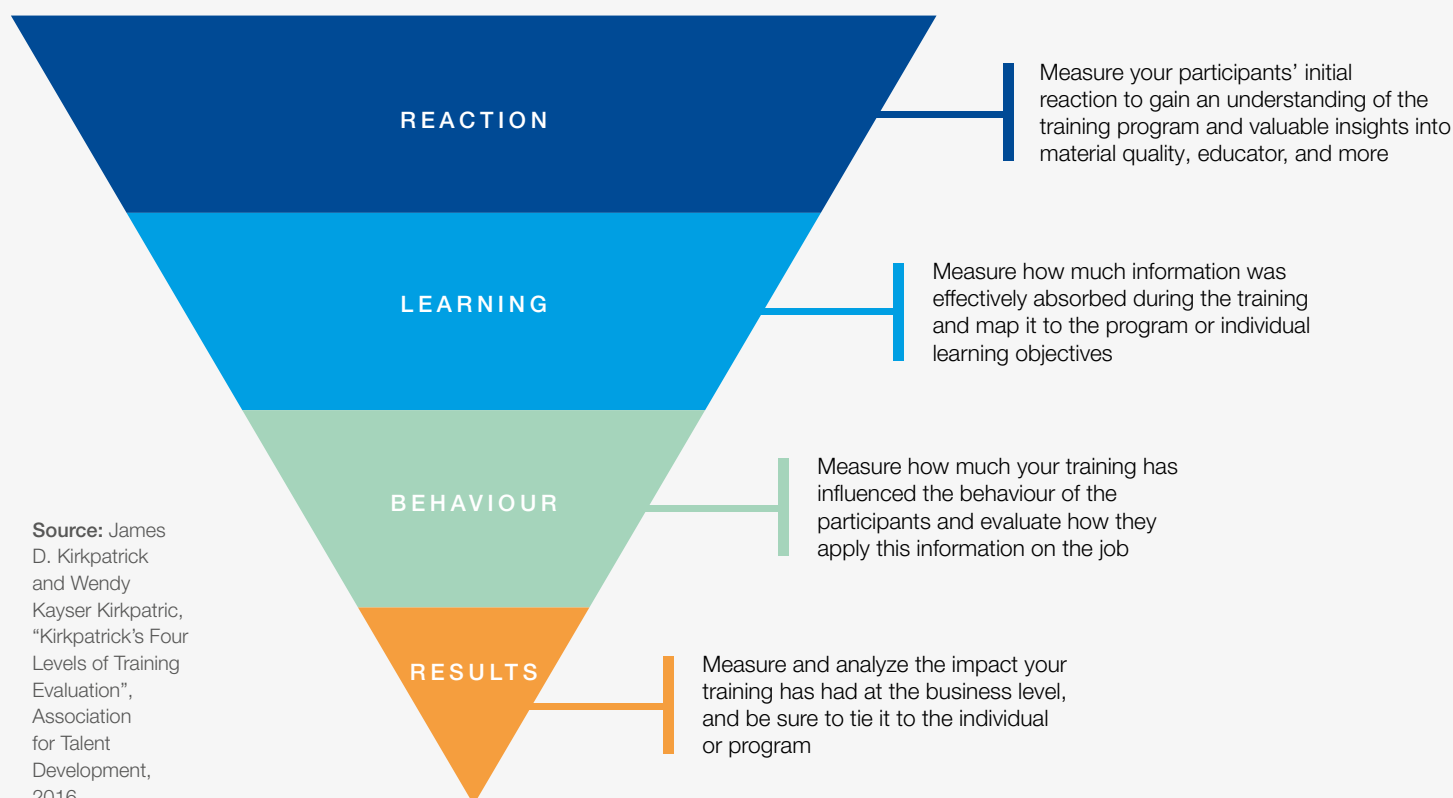 REACTION
Measure your participants’ initial
reaction to gain an understanding of the
training program and valuable insights into
material quality, educator, and more
LEARNING
Measure how much information was
effectively absorbed during the training
and map it to the program or individual
learning objectives
BEHAVIOUR
Measure how much your training has
influenced the behaviour of the
participants and evaluate how they
apply this information on the job
RESULTS
Measure and analyze the impact your
training has had at the business level,
and be sure to tie it to the individual
or program
Source: James
D. Kirkpatrick
and Wendy
Kayser Kirkpatric,
“Kirkpatrick’s Four
Levels of Training
Evaluation”,
Association
for Talent
Development,
2016